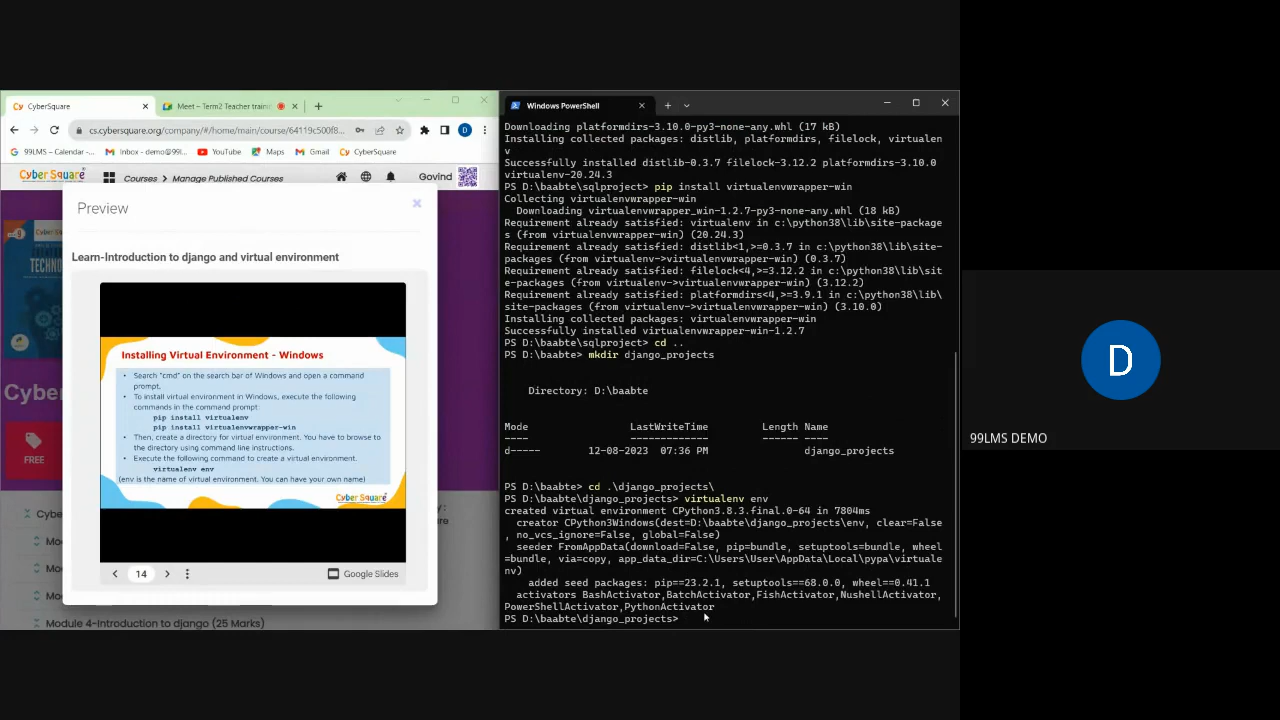 CyberSquare
Meet – Term2 Teacher traini
cs.cybersquare.org/company/#/home/main/course/64119c500f8...
99LMS – Calendar -...
Inbox - demo@99l...
YouTube
Maps
Gmail
CyberSquare
Cyber Square
Courses > Manage Published Courses
Govind
Preview
Learn-Introduction to django and virtual environment
Installing Virtual Environment - Windows
• Search "cmd" on the search bar of Windows and open a command
prompt,
• To install virtual environment in Windows, execute the following
commands in the command prompt:
pip install virtualenv
pip install virtualenvwrapper-win
• Then, create a directory for virtual environment. You have to browse to
the directory using command line instructions.
• Execute the following command to create a virtual environment.
virtualenv env
(env is the name of virtual environment. You can have your own name)
Cyber Square
14
Google Slides
TECHNO
Cyber
FREE
Cybe
Mo
Mo
Mo
Module 4-Introduction to django (25 Marks)
Windows PowerShell
Downloading platformdirs-3.10.0-py3-none-any.whl (17 kB)
Installing collected packages: distlib, platformdirs, filelock, virtualen
v
Successfully installed distlib-0.3.7 filelock-3.12.2 platformdirs-3.10.0
virtualenv-20.24.3
PS D:\baabte\sqlproject> pip install virtualenvwrapper-win
Collecting virtualenvwrapper-win
Downloading virtualenvwrapper_win-1.2.7-py3-none-any.whl (18 kB)
Requirement already satisfied: virtualenv in c:\python38\lib\site-package
s (from virtualenvwrapper-win) (20.24.3)
Requirement already satisfied: distlib<1,>=0.3.7 in c:\python38\lib\site-
packages (from virtualenv->virtualenvwrapper-win) (0.3.7)
Requirement already satisfied: filelock<4,>=3.12.2 in c:\python38\lib\sit
e-packages (from virtualenv->virtualenvwrapper-win) (3.12.2)
Requirement already satisfied: platformdirs<4,>=3.9.1 in c:\python38\lib\
site-packages (from virtualenv->virtualenvwrapper-win) (3.10.0)
Installing collected packages: virtualenvwrapper-win
Successfully installed virtualenvwrapper-win-1.2.7
PS D:\baabte\sqlproject> cd ..
PS D:\baabte> mkdir django_projects
Directory: D:\baabte
Mode LastWriteTime Length Name
---- ------------- ------ ----
d----- 12-08-2023 07:36 PM django_projects
PS D:\baabte> cd .\django_projects\
PS D:\baabte\django_projects> virtualenv env
created virtual environment CPython3.8.3.final.0-64 in 7804ms
creator CPython3Windows(dest=D:\baabte\django_projects\env, clear=False
, no_vcs_ignore=False, global=False)
seeder FromAppData(download=False, pip=bundle, setuptools=bundle, wheel
=bundle, via=copy, app_data_dir=C:\Users\User\AppData\Local\pypa\virtuale
nv)
added seed packages: pip==23.2.1, setuptools==68.0.0, wheel==0.41.1
activators BashActivator,BatchActivator,FishActivator,NushellActivator,
PowerShellActivator,PythonActivator
PS D:\baabte\django_projects>
D
99LMS DEMO